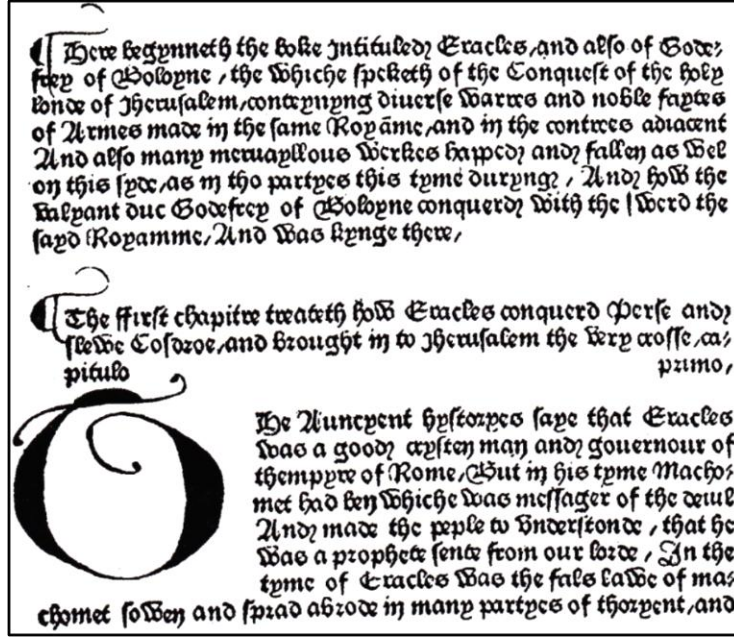 ¶ Here begynneth the boke Intituled Eracles, and also of Gode⸗
frey of Boloyne, the whiche speketh of the Conquest of the holy
londe of Jherusalem, conteynyng diuerse warres and noble faytes
of Armes made in the same Royāme, and in the contrees adiacent
And also many meruayllous werkes happed and fallen as wel
on this syde, as in tho partyes this tyme duryng, And how the
valyant duc Godefrey of Boloyne conquerd with the swerd the
sayd Royamme, And was kynge there,
¶ The ffirst chapitre treateth how Eracles conquerd Perse and
slewe Cosdroe, and brought in to Jherusalem the very crosse, ca⸗
pitulo primo,
The Auncyent hystoryes saye that Eracles
was a good crysten man and gouernour of
thempyre of Rome, But in his tyme Macho⸗
met had ben whiche was messager of the deuil
And made the peple to vnderstonde, that he
was a prophete sente from our lorde, In the
tyme of Eracles was the fals lawe of ma⸗
chomet sowen and sprad abrode in many partyes of thoryent, and